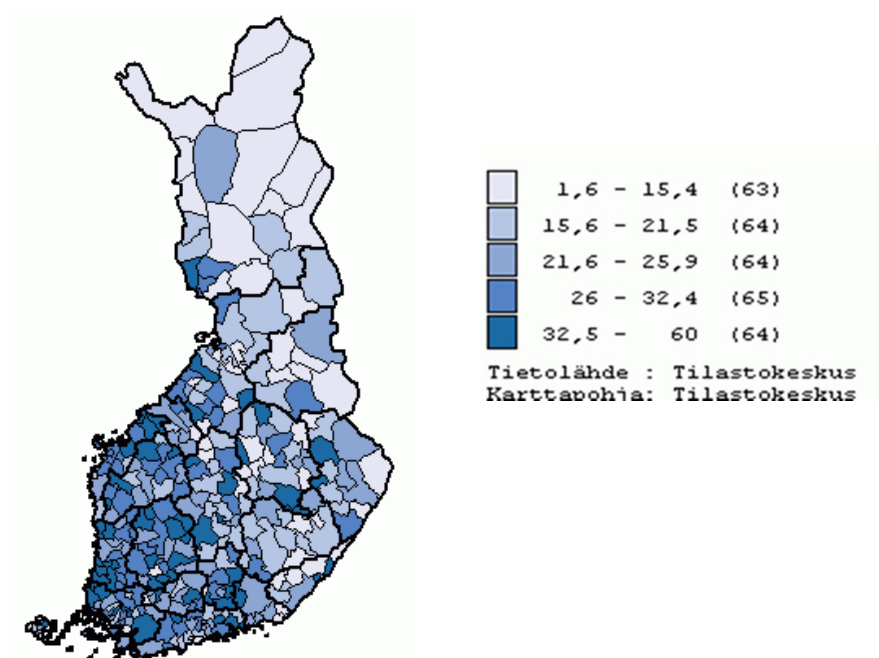 1,6 - 15,4 (63)
15,6 - 21,5 (64)
21,6 - 25,9 (64)
26 - 32,4 (65)
32,5 - 60 (64)
Tietolähde : Tilastokeskus
Karttapohja: Tilastokeskus